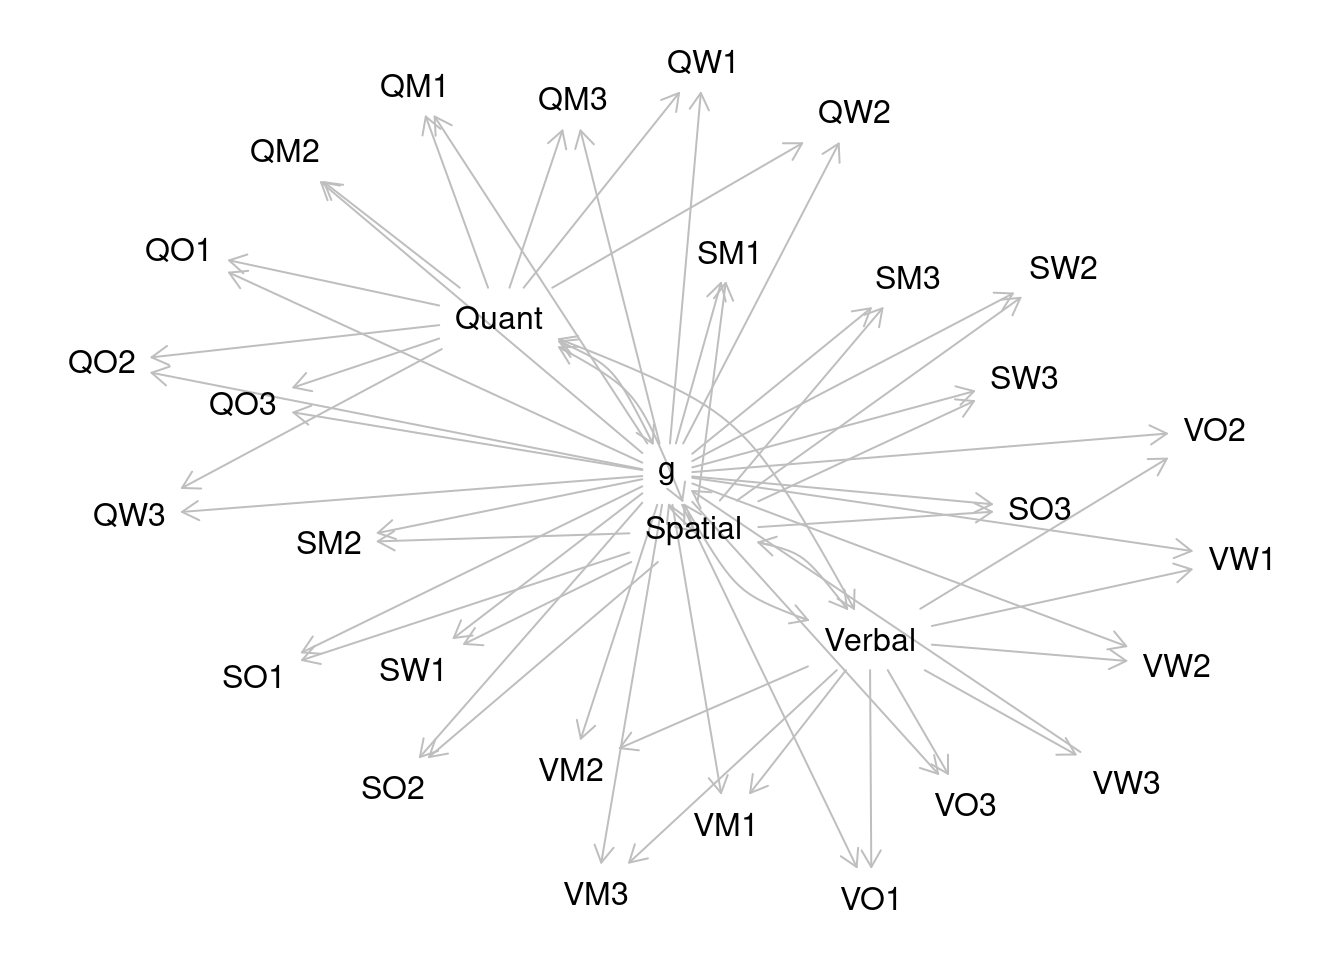 QW1
QM1
QM3
QW2
QM2
QO1
SM1
SM3
SW2
Quant
QO2
SW3
QO3
VO2
g
QW3
SO3
Spatial
SM2
VW1
Verbal
VW2
SO1
SW1
VM2
VW3
SO2
VO3
VM1
VM3
VO1